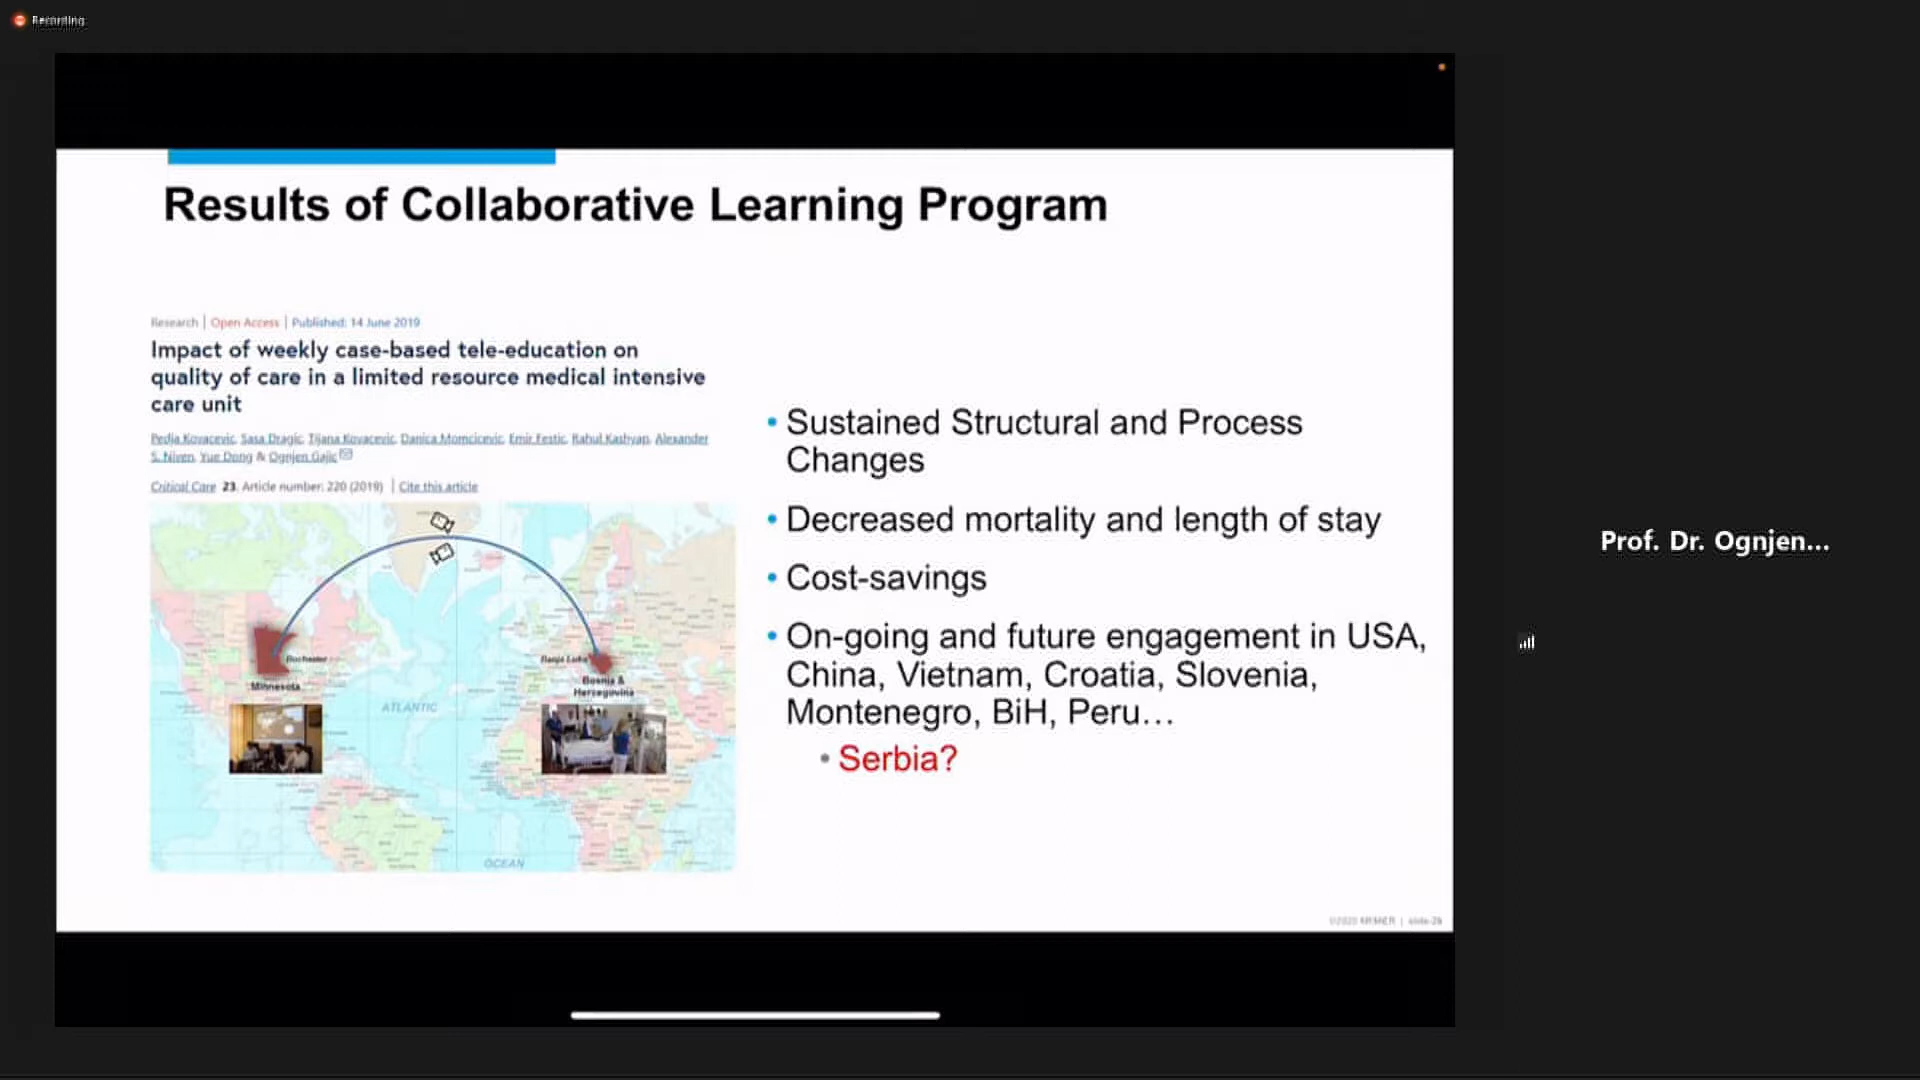 Recording
Results of Collaborative Learning Program
Research | Open Access | Published: 14 June 2019
Impact of weekly case-based tele-education on
quality of care in a limited resource medical intensive
care unit
Pedja Kovacevic, Sasa Dragic, Tijana Kovacevic, Danica Momcicevic, Emir Festic, Rahul Kashyap, Alexander
S. Niven, Yue Dong & Ognjen Gajic
Critical Care 23, Article number: 220 (2019) | Cite this article
Rochester
Minnesota
Banja Luka
Bosnia &
Hercegovina
ATLANTIC
OCEAN
• Sustained Structural and Process
Changes
• Decreased mortality and length of stay
• Cost-savings
• On-going and future engagement in USA,
China, Vietnam, Croatia, Slovenia,
Montenegro, BiH, Peru…
• Serbia?
Prof. Dr. Ognjen...